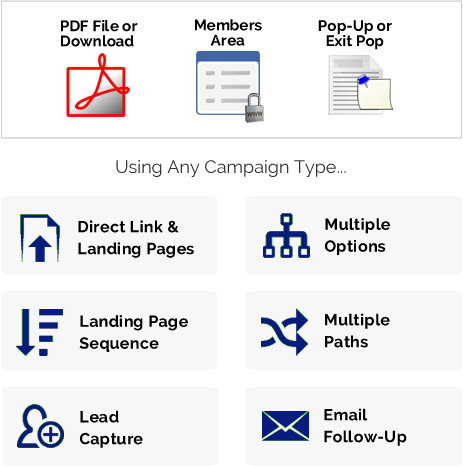 PDF File or
Download
Members
Area
Pop-Up or
Exit Pop
WWW
Using Any Campaign Type...
Direct Link &
Landing Pages
Multiple
Options
Landing Page
Sequence
Multiple
Paths
Lead
Capture
Email
Follow-Up